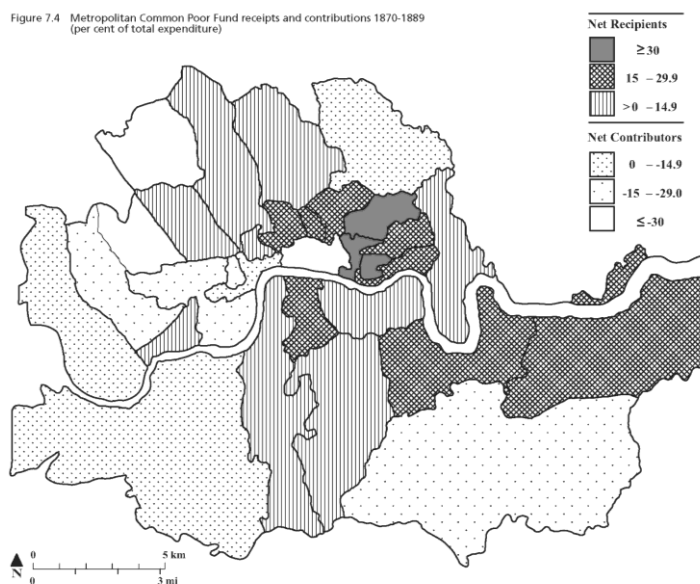 Figure 7.4 Metropolitan Common Poor Fund receipts and contributions 1870-1889
(per cent of total expenditure)
Net Recipients
≥30
15 – 29.9
>0 – 14.9
Net Contributors
0 – -14.9
-15 – -29.0
≤ -30
N
0 5 km
0 3 mi